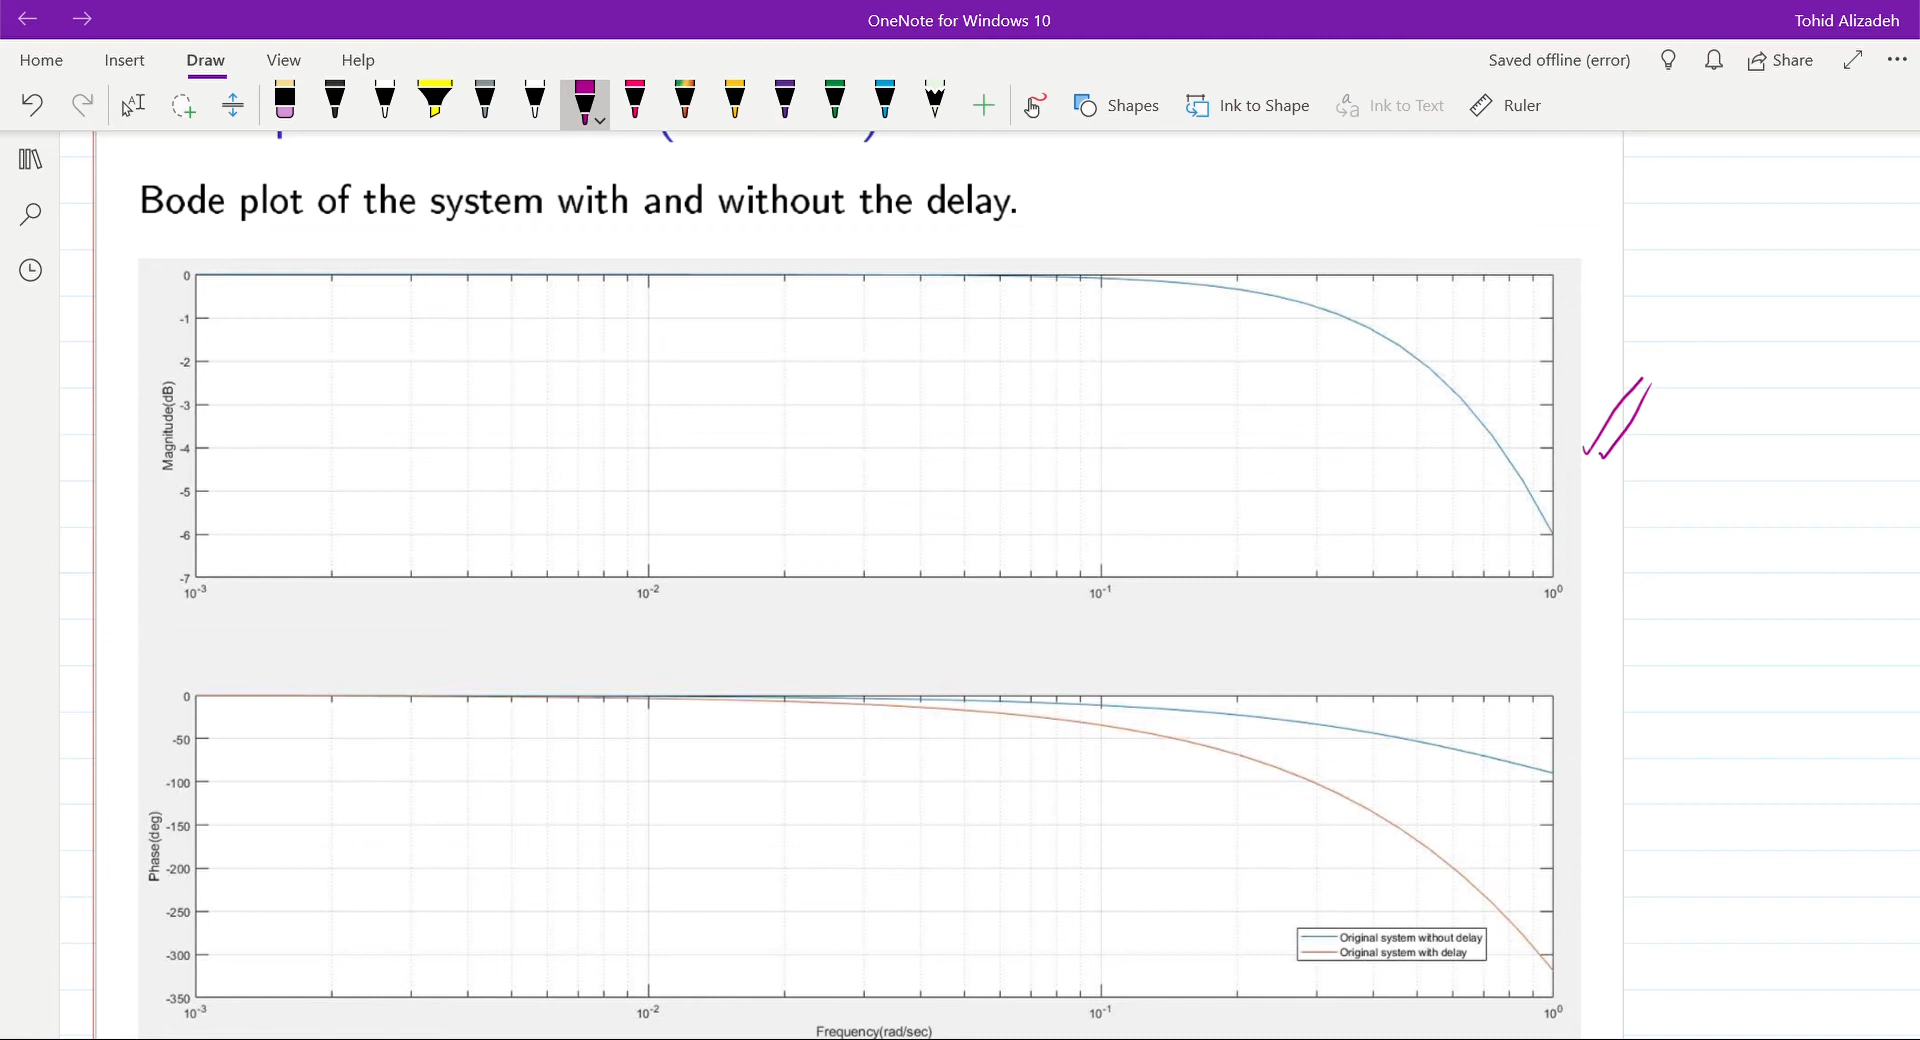 OneNote for Windows 10
Tohid Alizadeh
Home
Insert
Draw
View
Help
Saved offline (error)
Share
Shapes
Ink to Shape
Ink to Text
Ruler
Bode plot of the system with and without the delay.
Magnitude(dB)
0
-1
-2
-3
-4
-5
-6
-7
10-3
10-2
10-1
100
Phase(deg)
0
-50
-100
-150
-200
-250
-300
-350
Original system without delay
Original system with delay
10-3
10-2
10-1
100
Frequency(rad/sec)